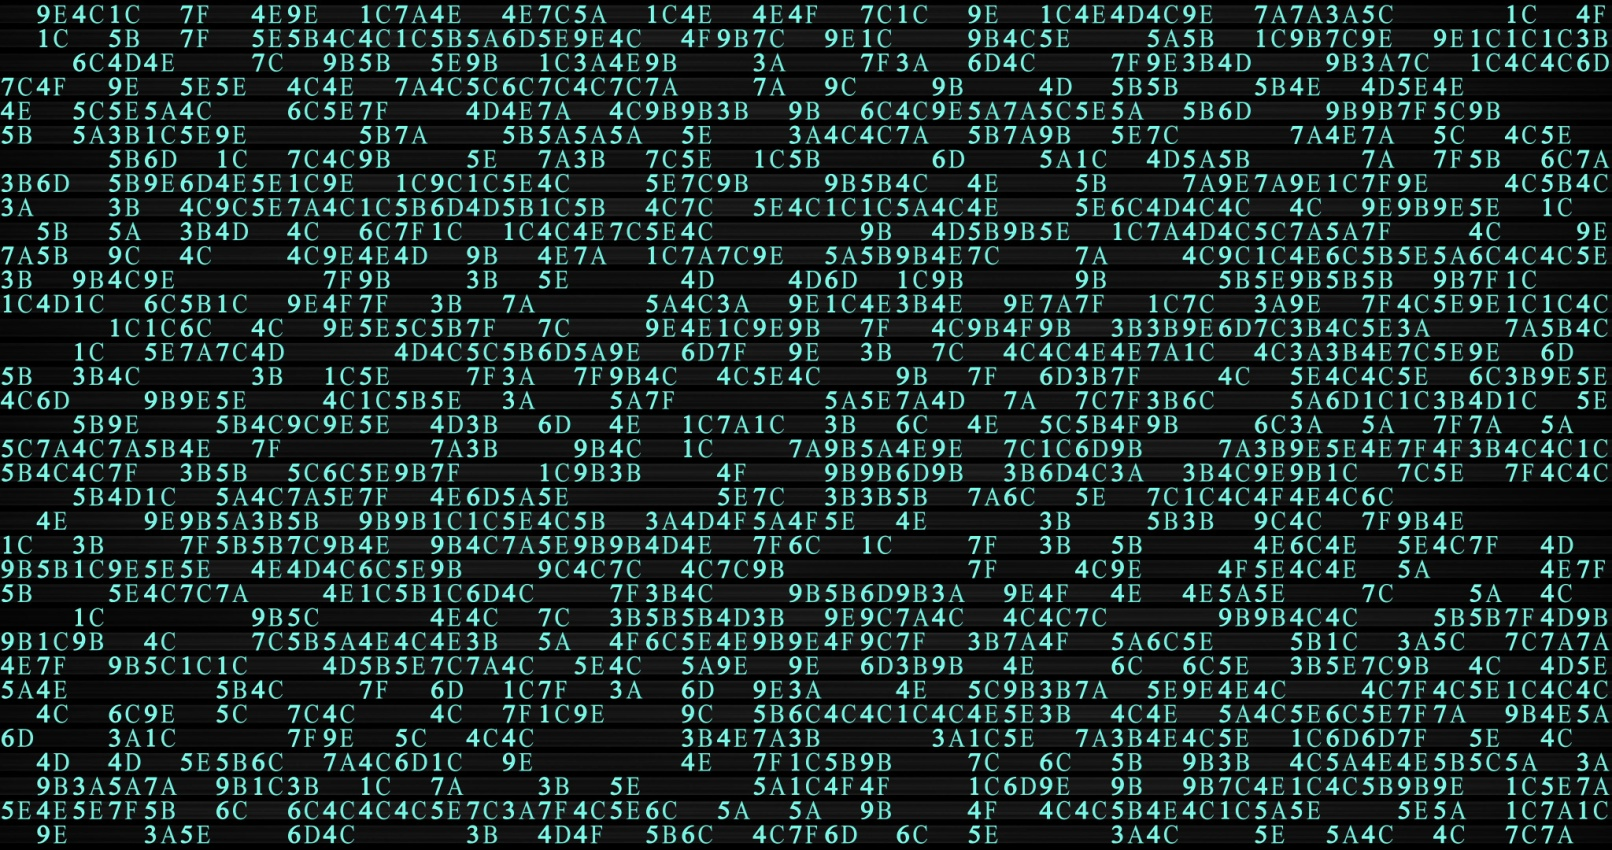 9E4C1C 7F 4E9E 1C7A4E 4E7C5A 1C4E 4E4F 7C1C 9E 1C4E4D4C9E 7A7A3A5C 1C 4F
1C 5B 7F 5E5B4C4C1C5B5A6D5E9E4C 4F9B7C 9E1C 9B4C5E 5A5B 1C9B7C9E 9E1C1C1C3B
6C4D4E 7C 9B5B 5E9B 1C3A4E9B 3A 7F3A 6D4C 7F9E3B4D 9B3A7C 1C4C4C6D
7C4F 9E 5E5E 4C4E 7A4C5C6C7C4C7C7A 7A 9C 9B 4D 5B5B 5B4E 4D5E4E
4E 5C5E5A4C 6C5E7F 4D4E7A 4C9B9B3B 9B 6C4C9E5A7A5C5E5A 5B6D 9B9B7F5C9B
5B 5A3B1C5E9E 5B7A 5B5A5A5A 5E 3A4C4C7A 5B7A9B 5E7C 7A4E7A 5C 4C5E
5B6D 1C 7C4C9B 5E 7A3B 7C5E 1C5B 6D 5A1C 4D5A5B 7A 7F5B 6C7A
3B6D 5B9E6D4E5E1C9E 1C9C1C5E4C 5E7C9B 9B5B4C 4E 5B 7A9E7A9E1C7F9E 4C5B4C
3A 3B 4C9C5E7A4C1C5B6D4D5B1C5B 4C7C 5E4C1C1C5A4C4E 5E6C4D4C4C 4C 9E9B9E5E 1C
5B 5A 3B4D 4C 6C7F1C 1C4C4E7C5E4C 9B 4D5B9B5E 1C7A4D4C5C7A5A7F 4C 9E
7A5B 9C 4C 4C9E4E4D 9B 4E7A 1C7A7C9E 5A5B9B4E7C 7A 4C9C1C4E6C5B5E5A6C4C4C5E
3B 9B4C9E 7F9B 3B 5E 4D 4D6D 1C9B 9B 5B5E9B5B5B 9B7F1C
1C4D1C 6C5B1C 9E4F7F 3B 7A 5A4C3A 9E1C4E3B4E 9E7A7F 1C7C 3A9E 7F4C5E9E1C1C4C
1C1C6C 4C 9E5E5C5B7F 7C 9E4E1C9E9B 7F 4C9B4F9B 3B3B9E6D7C3B4C5E3A 7A5B4C
1C 5E7A7C4D 4D4C5C5B6D5A9E 6D7F 9E 3B 7C 4C4C4E4E7A1C 4C3A3B4E7C5E9E 6D
5B 3B4C 3B 1C5E 7F3A 7F9B4C 4C5E4C 9B 7F 6D3B7F 4C 5E4C4C5E 6C3B9E5E
4C6D 9B9E5E 4C1C5B5E 3A 5A7F 5A5E7A4D 7A 7C7F3B6C 5A6D1C1C3B4D1C 5E
5B9E 5B4C9C9E5E 4D3B 6D 4E 1C7A1C 3B 6C 4E 5C5B4F9B 6C3A 5A 7F7A 5A
5C7A4C7A5B4E 7F 7A3B 9B4C 1C 7A9B5A4E9E 7C1C6D9B 7A3B9E5E4E7F4F3B4C4C1C
5B4C4C7F 3B5B 5C6C5E9B7F 1C9B3B 4F 9B9B6D9B 3B6D4C3A 3B4C9E9B1C 7C5E 7F4C4C
5B4D1C 5A4C7A5E7F 4E6D5A5E 5E7C 3B3B5B 7A6C 5E 7C1C4C4F4E4C6C
4E 9E9B5A3B5B 9B9B1C1C5E4C5B 3A4D4F5A4F5E 4E 3B 5B3B 9C4C 7F9B4E
1C 3B 7F5B5B7C9B4E 9B4C7A5E9B9B4D4E 7F6C 1C 7F 3B 5B 4E6C4E 5E4C7F 4D
9B5B1C9E5E5E 4E4D4C6C5E9B 9C4C7C 4C7C9B 7F 4C9E 4F5E4C4E 5A 4E7F
5B 5E4C7C7A 4E1C5B1C6D4C 7F3B4C 9B5B6D9B3A 9E4F 4E 4E5A5E 7C 5A 4C
1C 9B5C 4E4C 7C 3B5B5B4D3B 9E9C7A4C 4C4C7C 9B9B4C4C 5B5B7F4D9B
9B1C9B 4C 7C5B5A4E4C4E3B 5A 4F6C5E4E9B9E4F9C7F 3B7A4F 5A6C5E 5B1C 3A5C 7C7A7A
4E7F 9B5C1C1C 4D5B5E7C7A4C 5E4C 5A9E 9E 6D3B9B 4E 6C 6C5E 3B5E7C9B 4C 4D5E
5A4E 5B4C 7F 6D 1C7F 3A 6D 9E3A 4E 5C9B3B7A 5E9E4E4C 4C7F4C5E1C4C4C
4C 6C9E 5C 7C4C 4C 7F1C9E 9C 5B6C4C4C1C4C4E5E3B 4C4E 5A4C5E6C5E7F7A 9B4E5A
6D 3A1C 7F9E 5C 4C4C 3B4E7A3B 3A1C5E 7A3B4E4C5E 1C6D6D7F 5E 4C
4D 4D 5E5B6C 7A4C6D1C 9E 4E 7F1C5B9B 7C 6C 5B 9B3B 4C5A4E4E5B5C5A 3A
9B3A5A7A 9B1C3B 1C 7A 3B 5E 5A1C4F4F 1C6D9E 9B 9B7C4E1C4C5B9B9E 1C5E7A
5E4E5E7F5B 6C 6C4C4C4C5E7C3A7F4C5E6C 5A 5A 9B 4F 4C4C5B4E4C1C5A5E 5E5A 1C7A1C
9E 3A5E 6D4C 3B 4D4F 5B6C 4C7F6D 6C 5E 3A4C 5E 5A4C 4C 7C7A